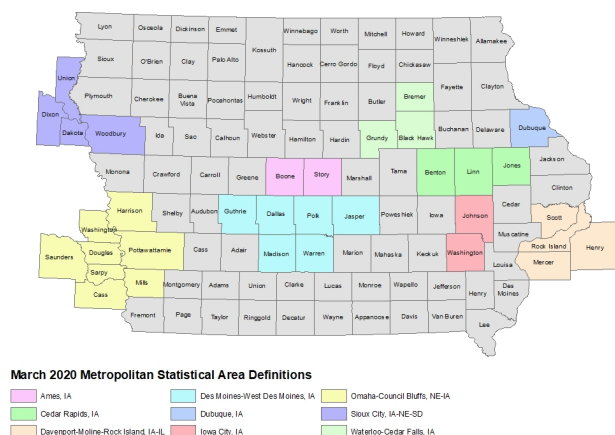 Lyon Osceola Dickinson Emmet Winnebago Worth Mitchell Howard Winneshiek Allamakee
Kossuth
Sioux O'Brien Clay Palo Alto Hancock Cerro Gordo Floyd Chickasaw
Union
Plymouth Cherokee Buena Vista Pocahontas Humboldt Wright Franklin Butler Bremer Fayette Clayton
Dixon Dakota Woodbury Ida Sac Calhoun Webster Hamilton Hardin Grundy Black Hawk Buchanan Delaware Dubuque
Monona Crawford Carroll Greene Boone Story Marshall Tama Benton Linn Jones Jackson
Clinton
Harrison Shelby Audubon Guthrie Dallas Polk Jasper Poweshiek Iowa Johnson Cedar Scott
Washington Muscatine
Saunders Douglas Pottawattamie Cass Adair Madison Warren Marion Mahaska Keokuk Washington Louisa Rock Island Henry
Sarpy Mercer
Cass Mills Montgomery Adams Union Clarke Lucas Monroe Wapello Jefferson Henry Des Moines
Fremont Page Taylor Ringgold Decatur Wayne Appanoose Davis Van Buren Lee
March 2020 Metropolitan Statistical Area Definitions
Ames, IA Des Moines-West Des Moines, IA Omaha-Council Bluffs, NE-IA
Cedar Rapids, IA Dubuque, IA Sioux City, IA-NE-SD
Davenport-Moline-Rock Island, IA-IL Iowa City, IA Waterloo-Cedar Falls, IA